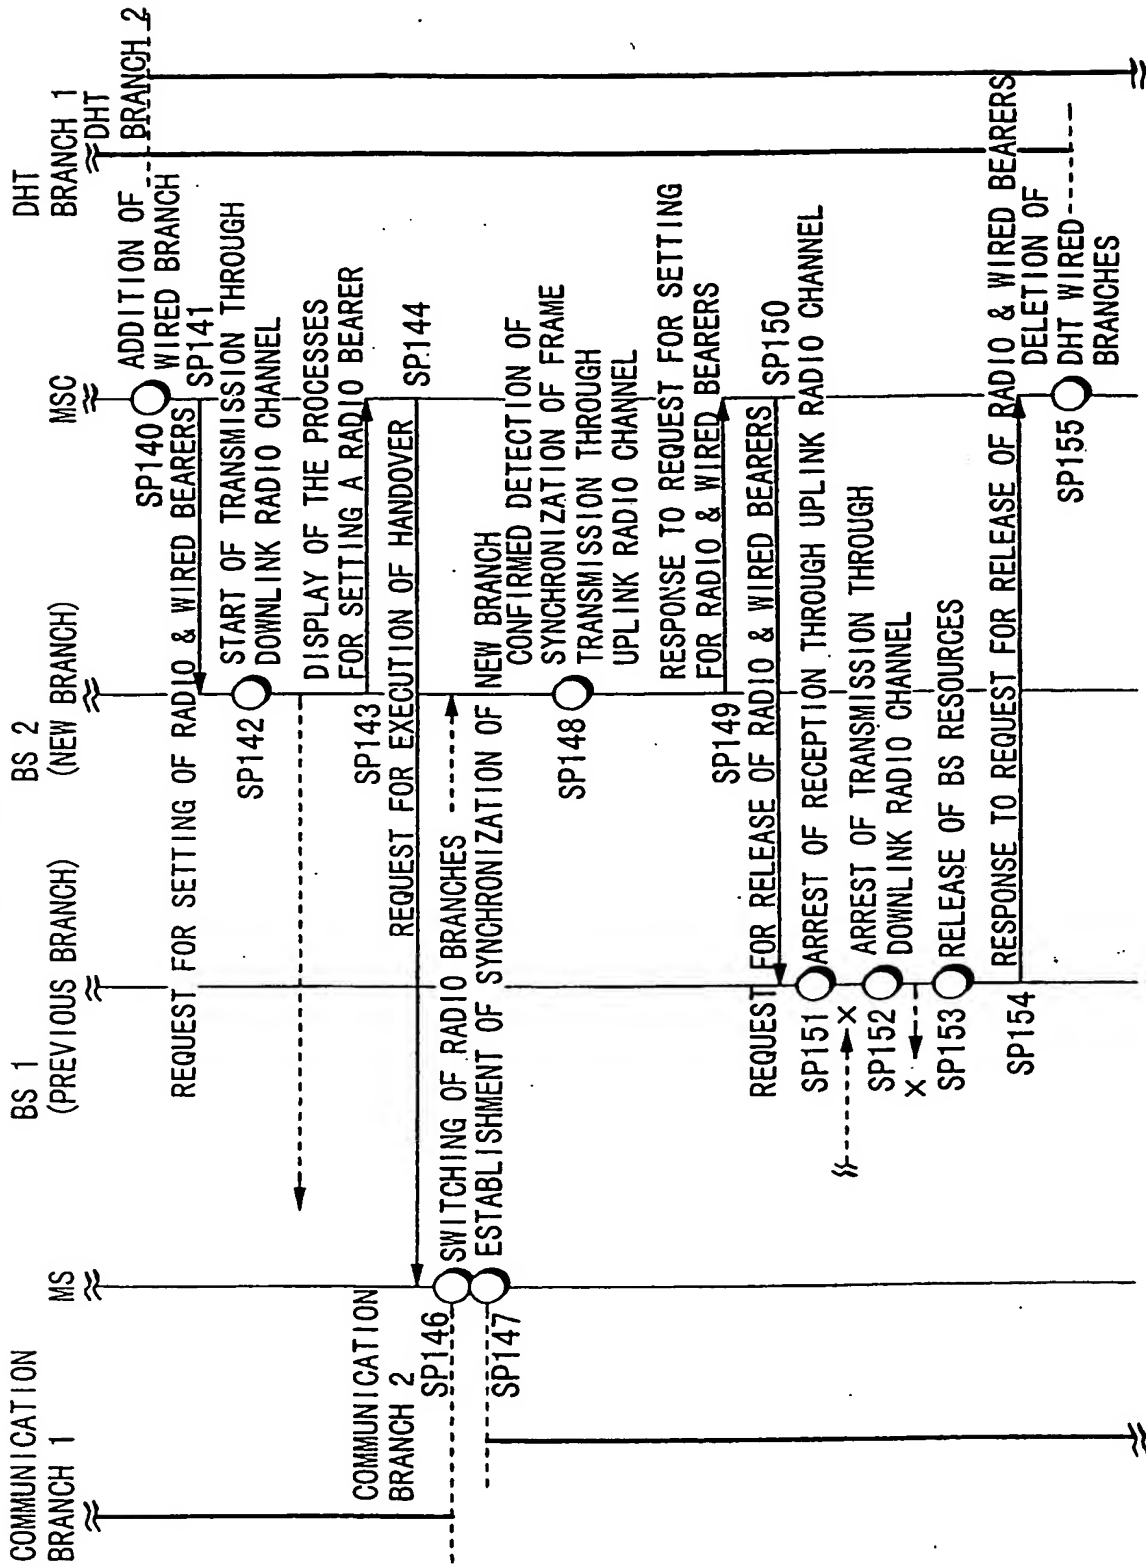 COMMUNICATION
BRANCH 1
MS
BS 1
(PREVIOUS BRANCH)
BS 2
(NEW BRANCH)
MSC
DHT
BRANCH 1
DHT
BRANCH 2
ADDITION OF
WIRED BRANCH
SP140
SP141
REQUEST FOR SETTING OF RADIO & WIRED BEARERS
START OF TRANSMISSION THROUGH
DOWNLINK RADIO CHANNEL
SP142
DISPLAY OF THE PROCESSES
FOR SETTING A RADIO BEARER
SP143
SP144
REQUEST FOR EXECUTION OF HANDOVER
COMMUNICATION
BRANCH 2
SP146
SWITCHING OF RADIO BRANCHES
SP147
ESTABLISHMENT OF SYNCHRONIZATION OF NEW BRANCH
CONFIRMED DETECTION OF
SYNCHRONIZATION OF FRAME
TRANSMISSION THROUGH
UPLINK RADIO CHANNEL
SP148
RESPONSE TO REQUEST FOR SETTING
FOR RADIO & WIRED BEARERS
SP149
SP150
REQUEST FOR RELEASE OF RADIO & WIRED BEARERS
SP151
ARREST OF RECEPTION THROUGH UPLINK RADIO CHANNEL
X
SP152
ARREST OF TRANSMISSION THROUGH
DOWNLINK RADIO CHANNEL
X
SP153
RELEASE OF BS RESOURCES
SP154
RESPONSE TO REQUEST FOR RELEASE OF RADIO & WIRED BEARERS
SP155
DELETION OF
DHT WIRED
BRANCHES